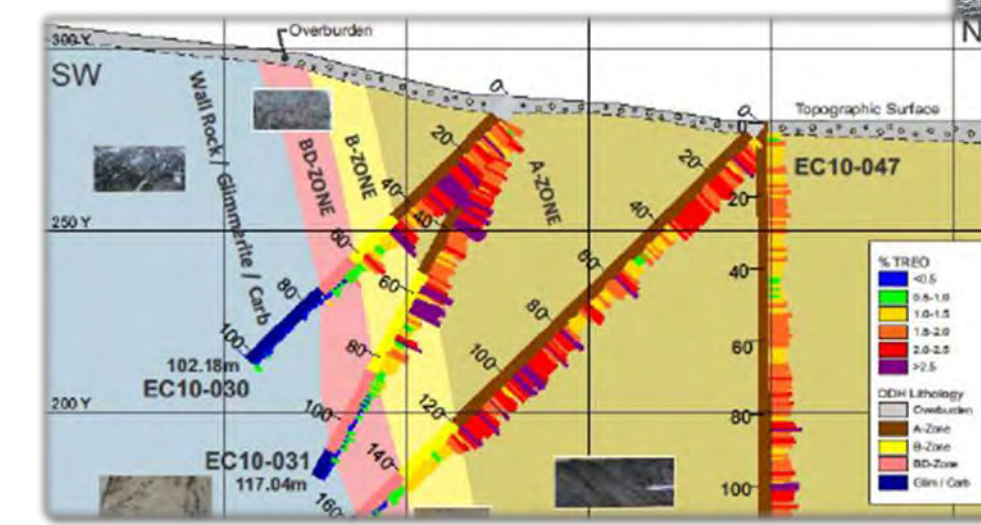 Overburden
300 Y
SW
N
Topographic Surface
EC10-047
Wall Rock / Glimmerite / Carb
BD-ZONE
B-ZONE
A-ZONE
0
20
40
60
80
100
102.18m
EC10-030
40
60
80
100
EC10-031
117.04m
0
20
40
60
80
100
120
140
160
0
20
40
60
80
100
250 Y
200 Y
% TREO
<0.5
0.5-1.0
1.0-1.5
1.5-2.0
2.0-2.5
>2.5
DDH Lithology
Overburden
A-Zone
B-Zone
BD-Zone
Glim / Carb